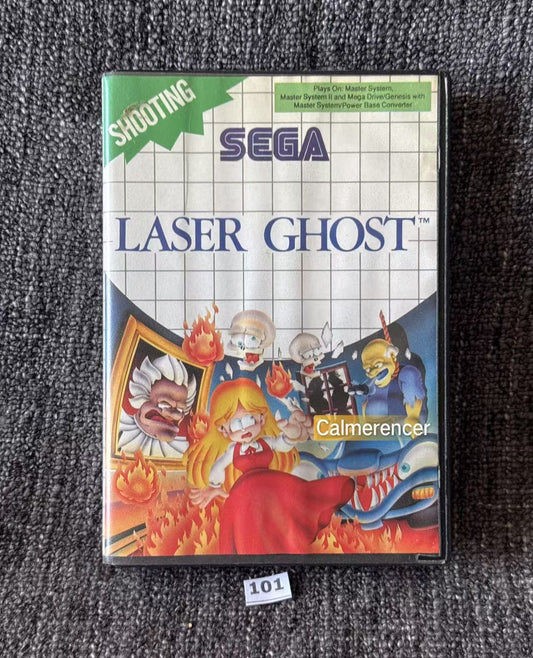 SHOOTING
Plays On: Master System,
Master System II and Mega Drive/Genesis with
Master System/Power Base Converter
SEGA
LASER GHOST™
Calmerencer
101